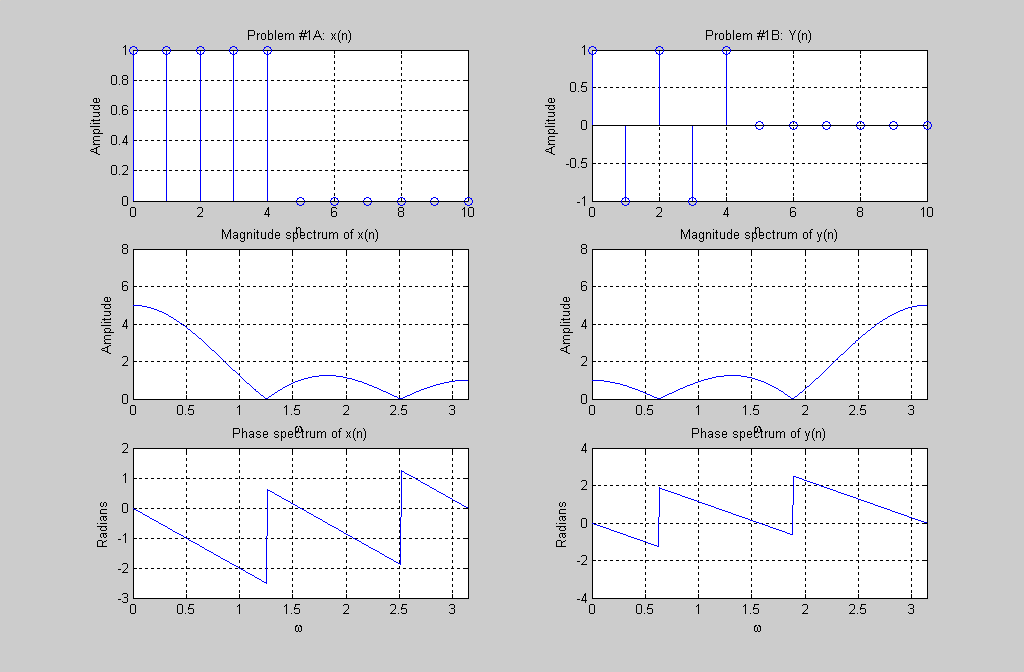 Problem #1A: x(n)
Amplitude
1
0.8
0.6
0.4
0.2
0
0 2 4 6 8 10
n
Problem #1B: Y(n)
Amplitude
1
0.5
0
-0.5
-1
0 2 4 6 8 10
n
Magnitude spectrum of x(n)
Amplitude
8
6
4
2
0
0 0.5 1 1.5 2 2.5 3
ω
Magnitude spectrum of y(n)
Amplitude
8
6
4
2
0
0 0.5 1 1.5 2 2.5 3
ω
Phase spectrum of x(n)
Radians
2
1
0
-1
-2
-3
0 0.5 1 1.5 2 2.5 3
ω
Phase spectrum of y(n)
Radians
4
2
0
-2
-4
0 0.5 1 1.5 2 2.5 3
ω